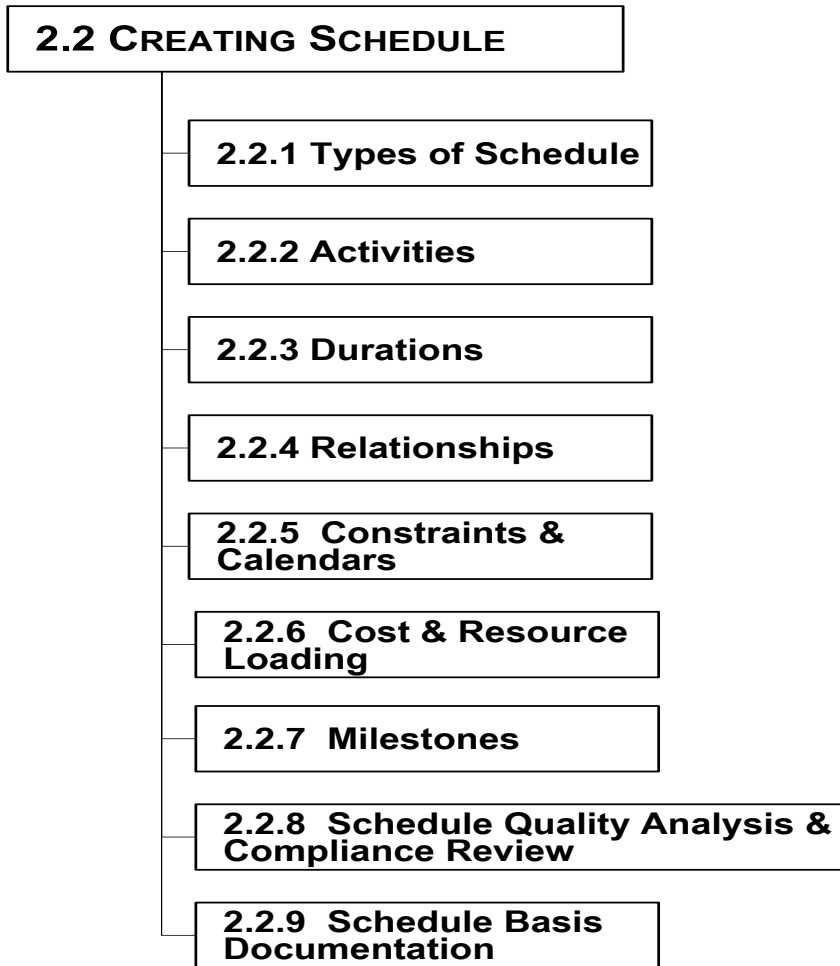 2.2 CREATING SCHEDULE
2.2.1 Types of Schedule
2.2.2 Activities
2.2.3 Durations
2.2.4 Relationships
2.2.5  Constraints &
Calendars
2.2.6  Cost & Resource
Loading
2.2.7  Milestones
2.2.8  Schedule Quality Analysis &
Compliance Review
2.2.9  Schedule Basis
Documentation